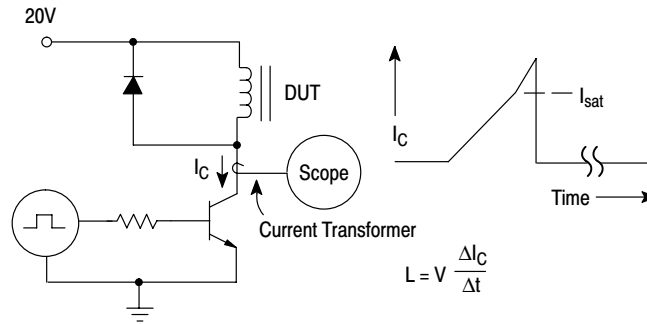 20V
DUT
I_C
Scope
Current Transformer
I_C
I_sat
Time
L = V ΔI_C / Δt